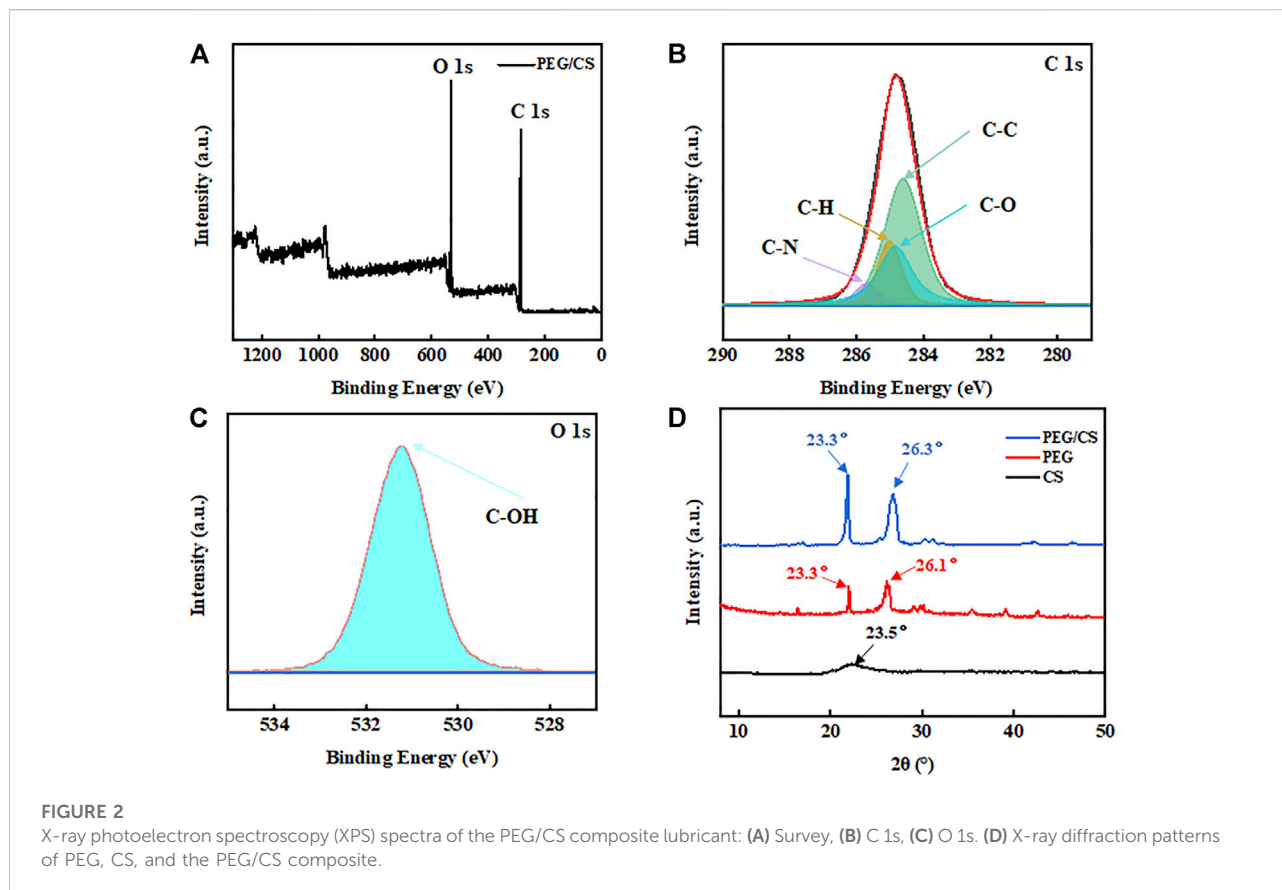 A
O 1s
PEG/CS
C 1s
Intensity (a.u.)
1200 1000 800 600 400 200 0
Binding Energy (eV)
B
C 1s
C-C
C-H
C-O
C-N
Intensity (a.u.)
290 288 286 284 282 280
Binding Energy (eV)
C
O 1s
C-OH
Intensity (a.u.)
534 532 530 528
Binding Energy (eV)
D
PEG/CS
PEG
CS
23.3°
26.3°
23.3°
26.1°
23.5°
Intensity (a.u.)
10 20 30 40 50
2θ (°)
FIGURE 2
X-ray photoelectron spectroscopy (XPS) spectra of the PEG/CS composite lubricant: (A) Survey, (B) C 1s, (C) O 1s. (D) X-ray diffraction patterns
of PEG, CS, and the PEG/CS composite.